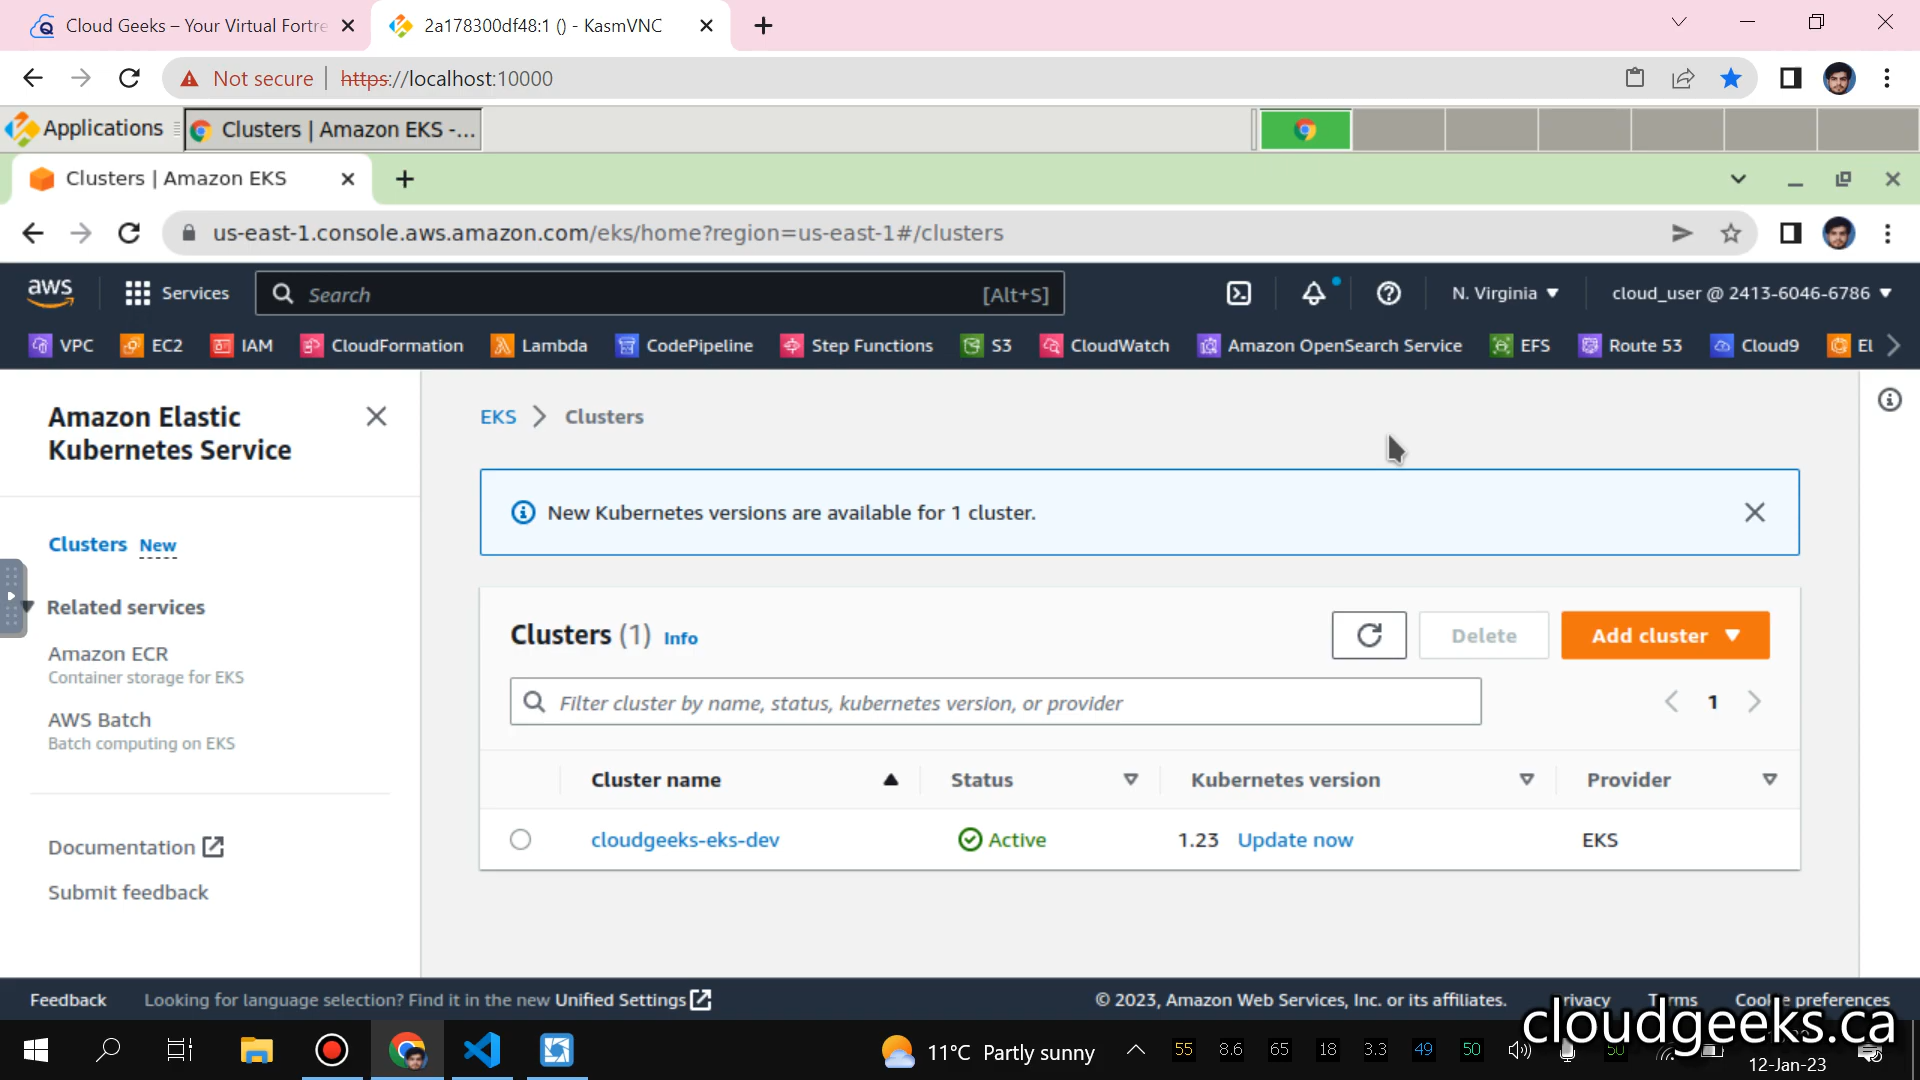 Cloud Geeks – Your Virtual Fortre
2a178300df48:1 () - KasmVNC
Not secure | https://localhost:10000
Applications
Clusters | Amazon EKS -...
Clusters | Amazon EKS
us-east-1.console.aws.amazon.com/eks/home?region=us-east-1#/clusters
aws Services Search [Alt+S] N. Virginia cloud_user @ 2413-6046-6786
VPC EC2 IAM CloudFormation Lambda CodePipeline Step Functions S3 CloudWatch Amazon OpenSearch Service EFS Route 53 Cloud9 El
Amazon Elastic
Kubernetes Service
Clusters New
Related services
Amazon ECR
Container storage for EKS
AWS Batch
Batch computing on EKS
Documentation
Submit feedback
EKS > Clusters
New Kubernetes versions are available for 1 cluster.
Clusters (1) Info
Delete
Add cluster
Filter cluster by name, status, kubernetes version, or provider
1
Cluster name Status Kubernetes version Provider
cloudgeeks-eks-dev Active 1.23 Update now EKS
Feedback Looking for language selection? Find it in the new Unified Settings © 2023, Amazon Web Services, Inc. or its affiliates. Privacy Terms Cookie preferences
cloudgeeks.ca
11°C Partly sunny 55 8.6 65 18 3.3 49 50 50
12-Jan-23